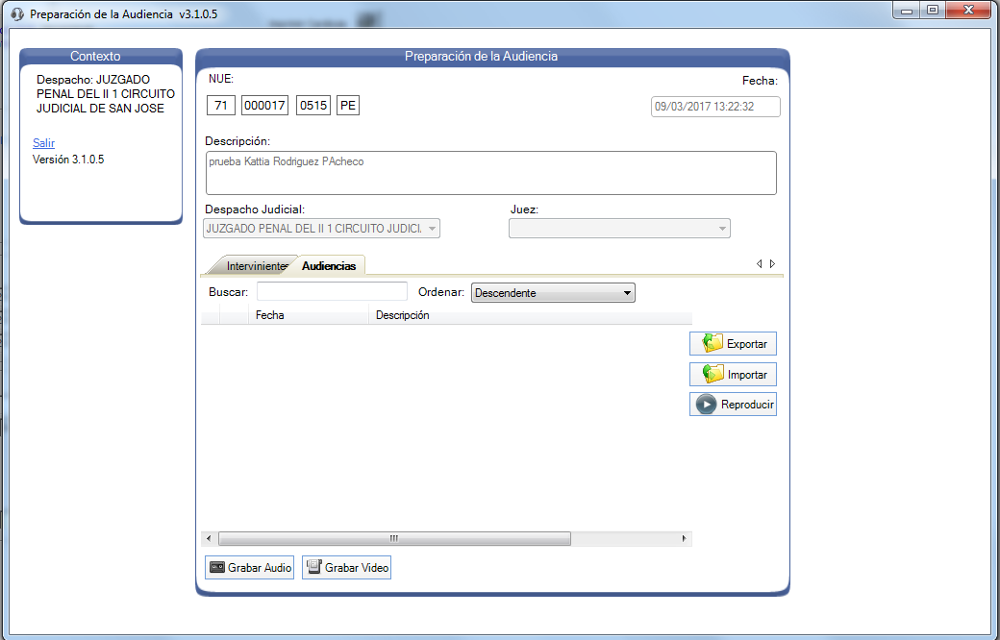 Preparación de la Audiencia v3.1.0.5
Contexto
Despacho: JUZGADO
PENAL DEL II 1 CIRCUITO
JUDICIAL DE SAN JOSE
Salir
Versión 3.1.0.5
Preparación de la Audiencia
NUE:
Fecha:
71 000017 0515 PE
09/03/2017 13:22:32
Descripción:
prueba Kattia Rodriguez PAcheco
Despacho Judicial:
Juez:
JUZGADO PENAL DEL II 1 CIRCUITO JUDICI.
Intervinientes Audiencias
Buscar:
Ordenar: Descendente
Fecha Descripción
Exportar
Importar
Reproducir
Grabar Audio Grabar Video